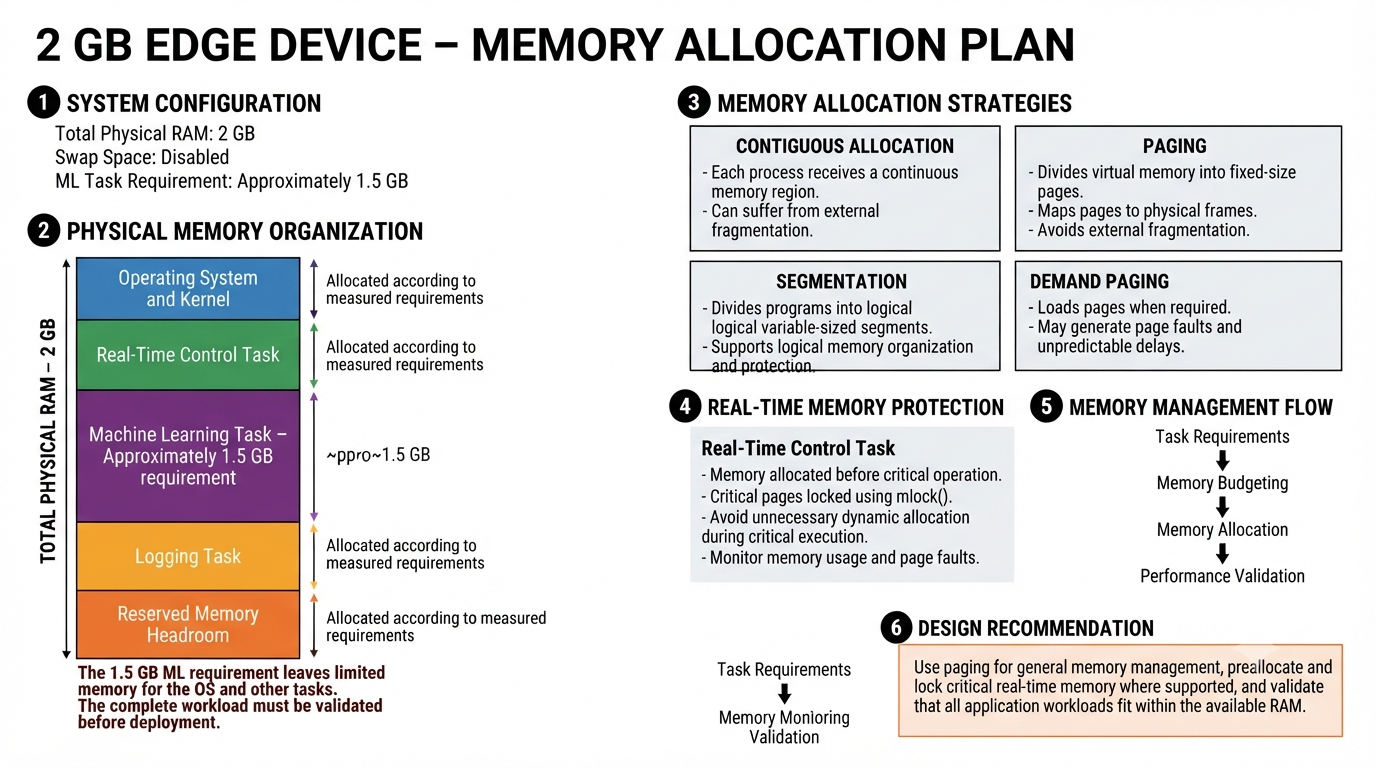 2 GB EDGE DEVICE – MEMORY ALLOCATION PLAN
1 SYSTEM CONFIGURATION
Total Physical RAM: 2 GB
Swap Space: Disabled
ML Task Requirement: Approximately 1.5 GB
2 PHYSICAL MEMORY ORGANIZATION
TOTAL PHYSICAL RAM – 2 GB
Operating System
and Kernel
Allocated according to
measured requirements
Real-Time Control Task
Allocated according to
measured requirements
Machine Learning Task –
Approximately 1.5 GB
requirement
~ppro~1.5 GB
Logging Task
Allocated according to
measured requirements
Reserved Memory
Headroom
Allocated according to measured
requirements
The 1.5 GB ML requirement leaves limited
memory for the OS and other tasks.
The complete workload must be validated
before deployment.
3 MEMORY ALLOCATION STRATEGIES
CONTIGUOUS ALLOCATION
- Each process receives a continuous
memory region.
- Can suffer from external
fragmentation.
PAGING
- Divides virtual memory into fixed-size
pages.
- Maps pages to physical frames.
- Avoids external fragmentation.
SEGMENTATION
- Divides programs into logical
logical variable-sized segments.
- Supports logical memory organization
and protection.
DEMAND PAGING
- Loads pages when required.
- May generate page faults and
unpredictable delays.
4 REAL-TIME MEMORY PROTECTION
Real-Time Control Task
- Memory allocated before critical operation.
- Critical pages locked using mlock().
- Avoid unnecessary dynamic allocation
during critical execution.
- Monitor memory usage and page faults.
5 MEMORY MANAGEMENT FLOW
Task Requirements
Memory Budgeting
Memory Allocation
Performance Validation
Task Requirements
Memory Monitoring
Validation
6 DESIGN RECOMMENDATION
Use paging for general memory management, preallocate and
lock critical real-time memory where supported, and validate
that all application workloads fit within the available RAM.